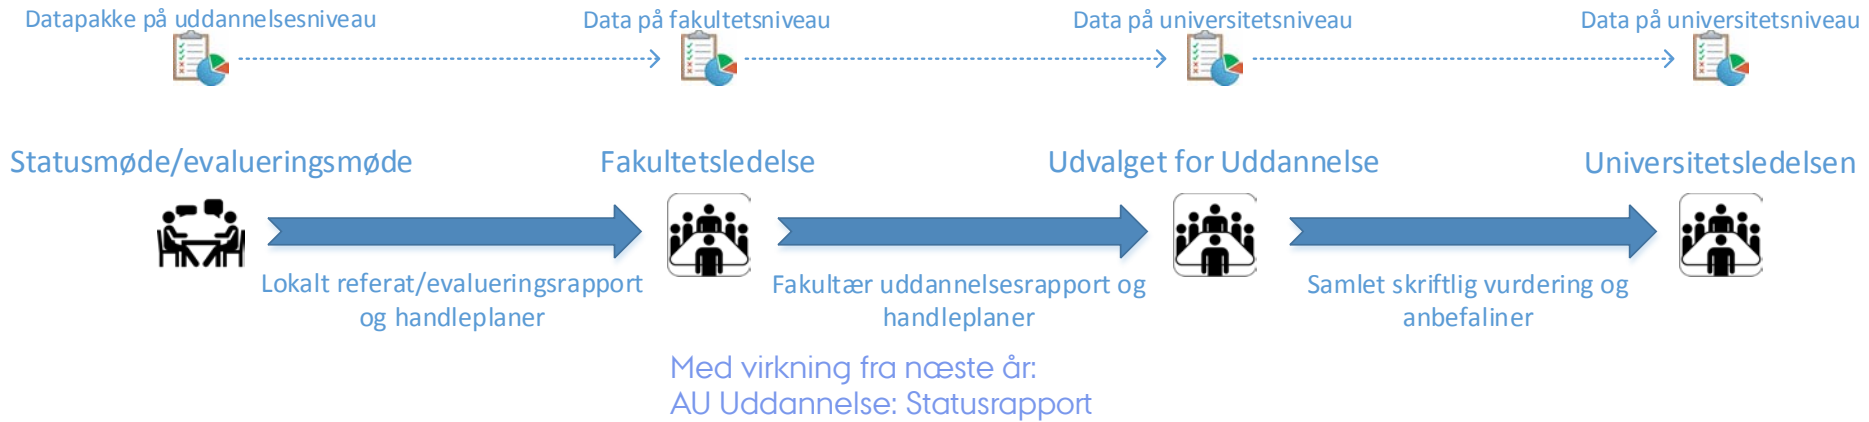 Datapakke på uddannelsesniveau
Data på fakultetsniveau
Data på universitetsniveau
Data på universitetsniveau
Statusmøde/evalueringsmøde
Fakultetsledelse
Udvalget for Uddannelse
Universitetsledelsen
Lokalt referat/evalueringsrapport
og handleplaner
Fakultær uddannelsesrapport og
handleplaner
Samlet skriftlig vurdering og
anbefaliner
Med virkning fra næste år:
AU Uddannelse: Statusrapport